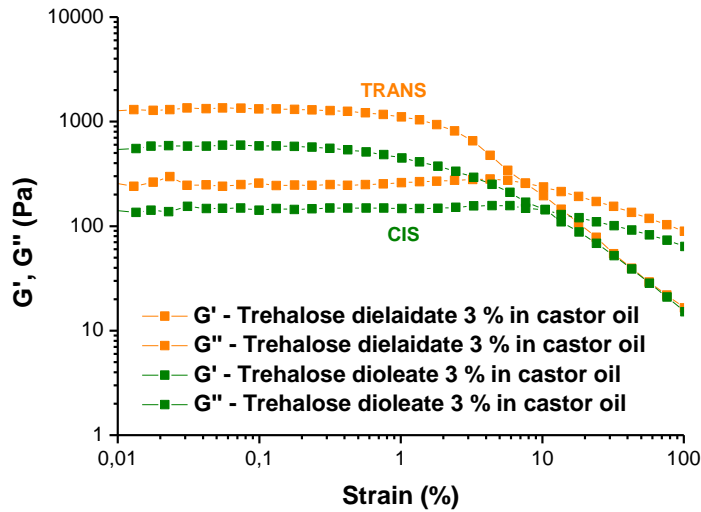 10000
1000
100
10
1
G', G'' (Pa)
TRANS
CIS
G' - Trehalose dielaidate 3 % in castor oil
G'' - Trehalose dielaidate 3 % in castor oil
G' - Trehalose dioleate 3 % in castor oil
G'' - Trehalose dioleate 3 % in castor oil
0,01 0,1 1 10 100
Strain (%)